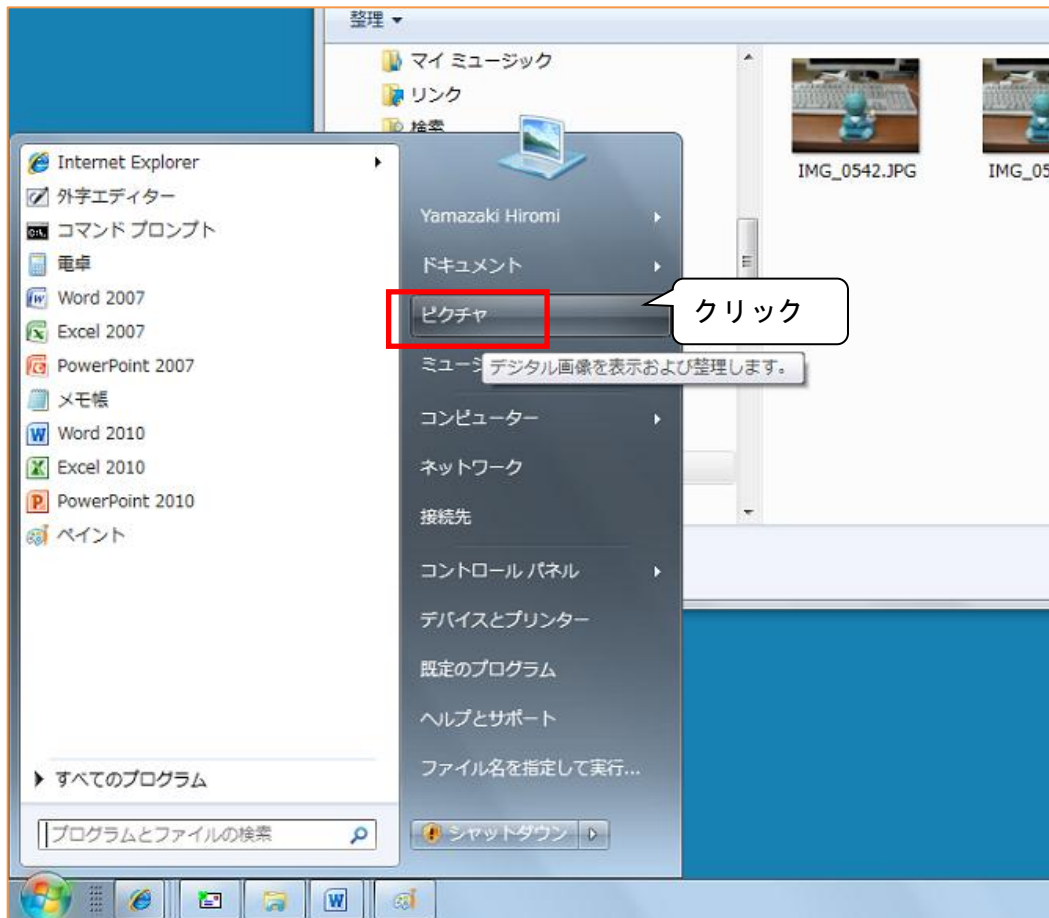 整理
マイ ミュージック
リンク
検索
IMG_0542.JPG
IMG_05
Internet Explorer
外字エディター
コマンド プロンプト
電卓
Word 2007
Excel 2007
PowerPoint 2007
メモ帳
Word 2010
Excel 2010
PowerPoint 2010
ペイント
すべてのプログラム
プログラムとファイルの検索
Yamazaki Hiromi
ドキュメント
ピクチャ
クリック
ミュー
デジタル画像を表示および整理します。
コンピューター
ネットワーク
接続先
コントロール パネル
デバイスとプリンター
既定のプログラム
ヘルプとサポート
ファイル名を指定して実行...
シャットダウン